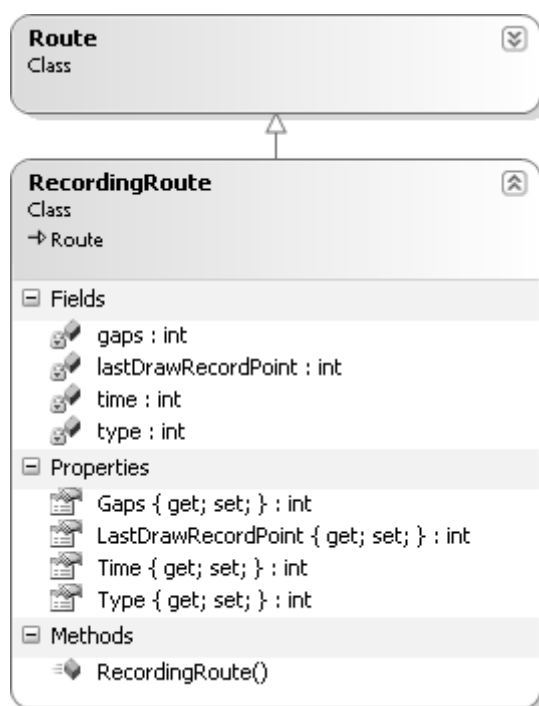 Route
Class
RecordingRoute
Class
Route
Fields
gaps : int
lastDrawRecordPoint : int
time : int
type : int
Properties
Gaps { get; set; } : int
LastDrawRecordPoint { get; set; } : int
Time { get; set; } : int
Type { get; set; } : int
Methods
RecordingRoute()